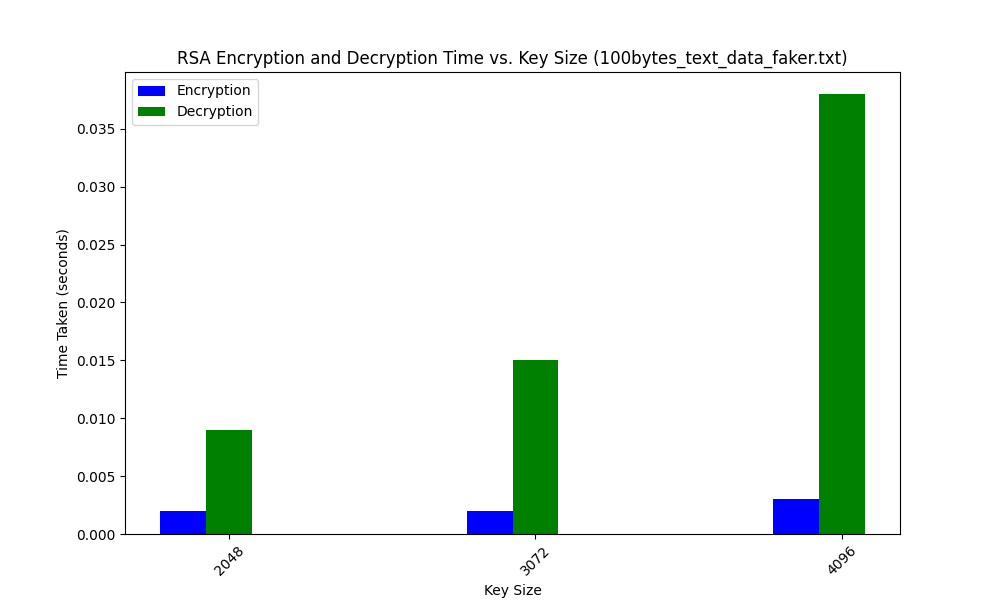 RSA Encryption and Decryption Time vs. Key Size (100bytes_text_data_faker.txt)
Encryption
Decryption
0.035
0.030
0.025
0.020
0.015
0.010
0.005
0.000
Time Taken (seconds)
2048
3072
4096
Key Size